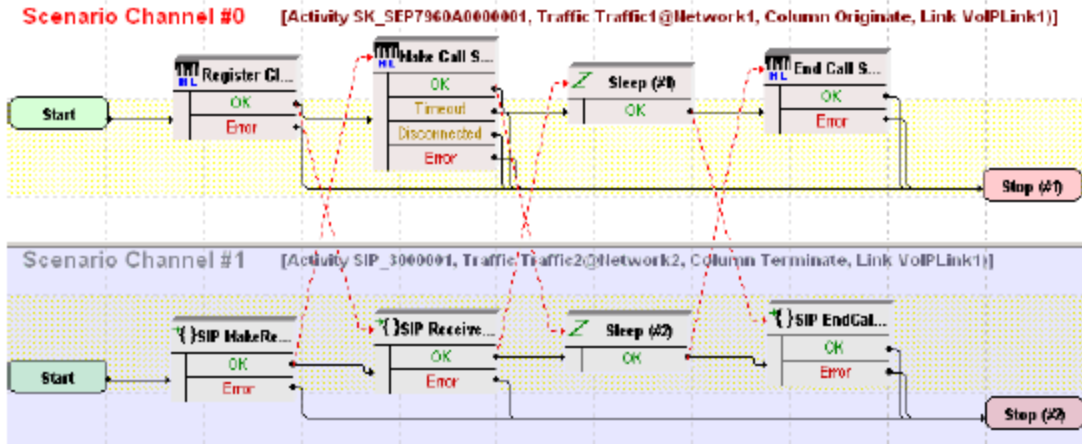 Scenario Channel #0 [Activity SK_SEP7960A0000001, Traffic Traffic1@Network1, Column Originate, Link VoIPLink1)]
Start
HL Register Cl...
OK
Error
HL Make Call S...
OK
Timeout
Disconnected
Error
Z Sleep (#1)
OK
HL End Call S...
OK
Error
Stop (#1)
Scenario Channel #1 [Activity SIP_3000001, Traffic Traffic2@Network2, Column Terminate, Link VoIPLink1)]
Start
{}SIP MakeRe...
OK
Error
{}SIP Receive...
OK
Error
Z Sleep (#2)
OK
{}SIP EndCal...
OK
Error
Stop (#2)